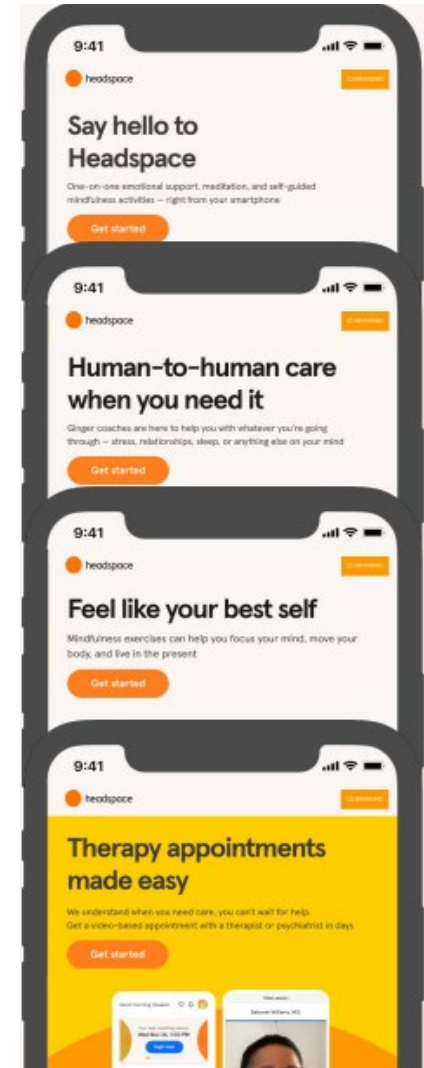 9:41
headspace
Say hello to
Headspace
One-on-one emotional support, meditation, and self-guided
mindfulness activities — right from your smartphone
Get started
9:41
headspace
Human-to-human care
when you need it
Ginger coaches are here to help you with whatever you're going
through — stress, relationships, sleep, or anything else on your mind
Get started
9:41
headspace
Feel like your best self
Mindfulness exercises can help you focus your mind, move your
body, and live in the present
Get started
9:41
headspace
Therapy appointments
made easy
We understand when you need care, you can't wait for help.
Get a video-based appointment with a therapist or psychiatrist in days
Get started